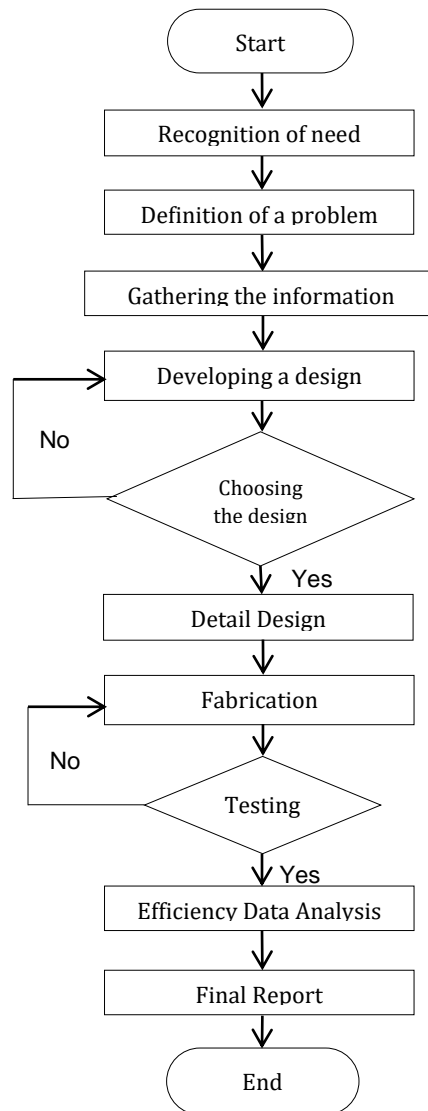 Start
Recognition of need
Definition of a problem
Gathering the information
Developing a design
No
Choosing
the design
Yes
Detail Design
Fabrication
No
Testing
Yes
Efficiency Data Analysis
Final Report
End